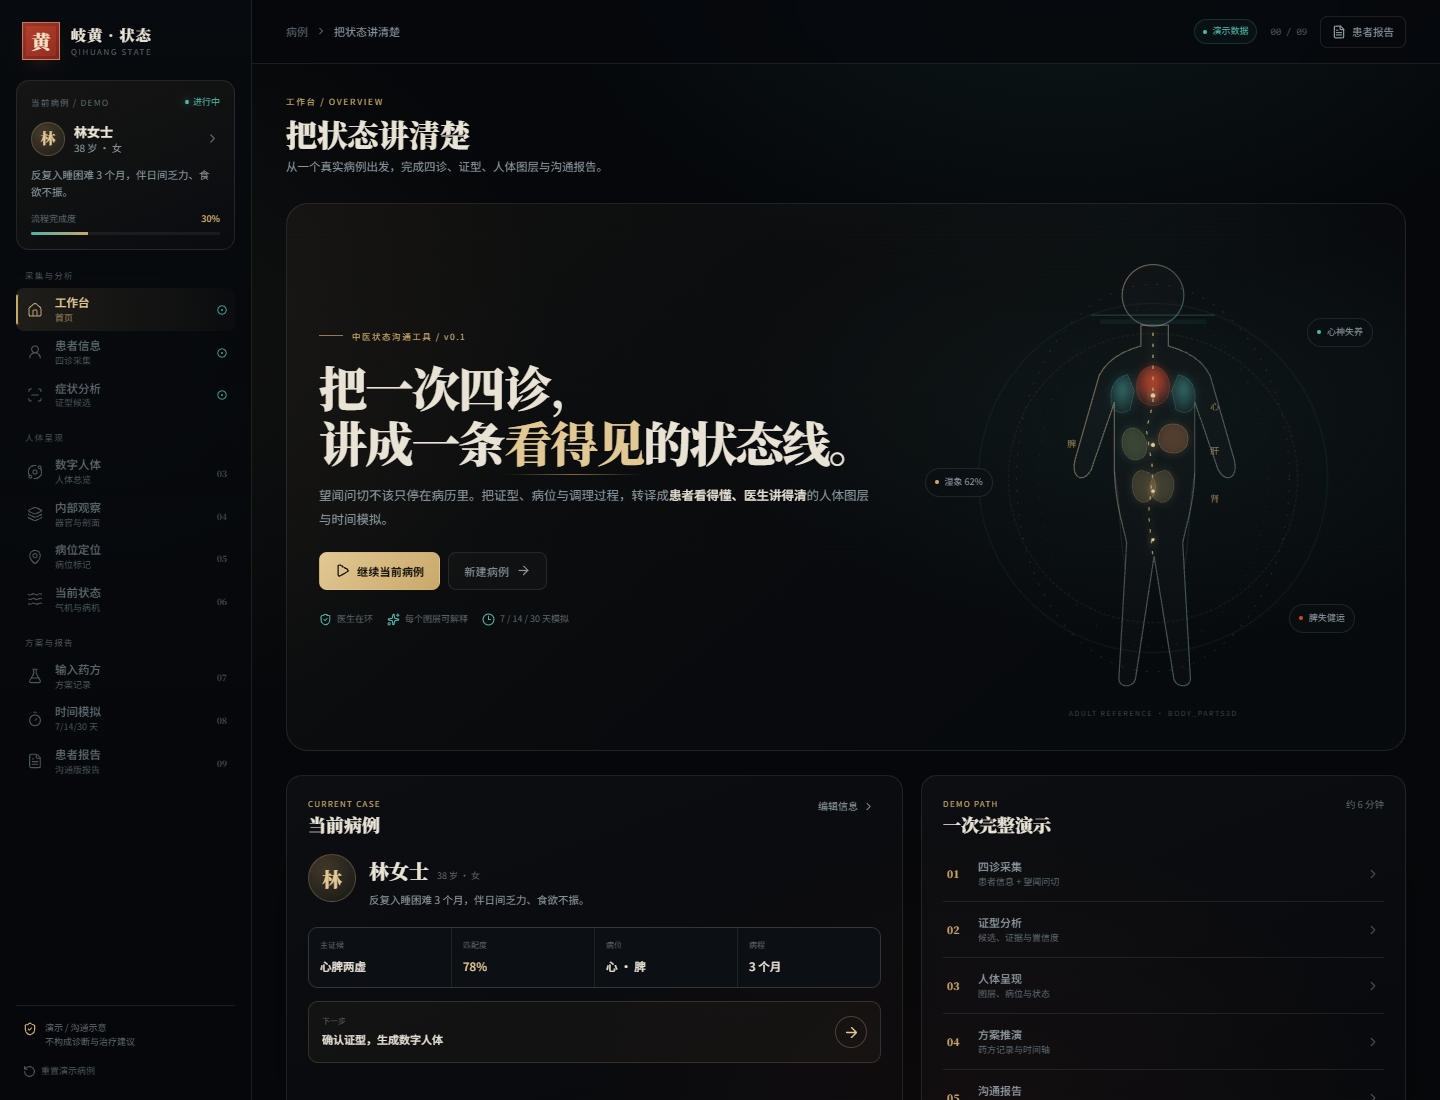 黄
岐黄 · 状态
QIHUANG STATE
当前病例 / DEMO
进行中
林
林女士
38 岁 · 女
反复入睡困难 3 个月，伴日间乏力、食
欲不振。
流程完成度
30%
采集与分析
工作台
首页
患者信息
四诊采集
症状分析
证型候选
人体呈现
数字人体
人体总览
03
内部观察
器官与剖面
04
病位定位
病位标记
05
当前状态
气机与病机
06
方案与报告
输入药方
方案记录
07
时间模拟
7/14/30 天
08
患者报告
沟通版报告
09
演示 / 沟通示意
不构成诊断与治疗建议
重置演示病例
病例
把状态讲清楚
演示数据
00 / 09
患者报告
工作台 / OVERVIEW
把状态讲清楚
从一个真实病例出发，完成四诊、证型、人体图层与沟通报告。
中医状态沟通工具 / v0.1
把一次四诊，
讲成一条看得见的状态线。
望闻问切不该只停在病历里。把证型、病位与调理过程，转译成患者看得懂、医生讲得清的人体图层
与时间模拟。
继续当前病例
新建病例
医生在环
每个图层可解释
7 / 14 / 30 天模拟
心神失养
心
脾
肝
湿象 62%
肾
脾失健运
ADULT REFERENCE · BODY_PARTS3D
CURRENT CASE
当前病例
编辑信息
林
林女士
38 岁 · 女
反复入睡困难 3 个月，伴日间乏力、食欲不振。
主证候
心脾两虚
匹配度
78%
病位
心 · 脾
病程
3 个月
下一步
确认证型，生成数字人体
DEMO PATH
一次完整演示
约 6 分钟
01
四诊采集
患者信息 + 望闻问切
02
证型分析
候选、证据与置信度
03
人体呈现
图层、病位与状态
04
方案推演
药方记录与时间轴
05
沟通报告